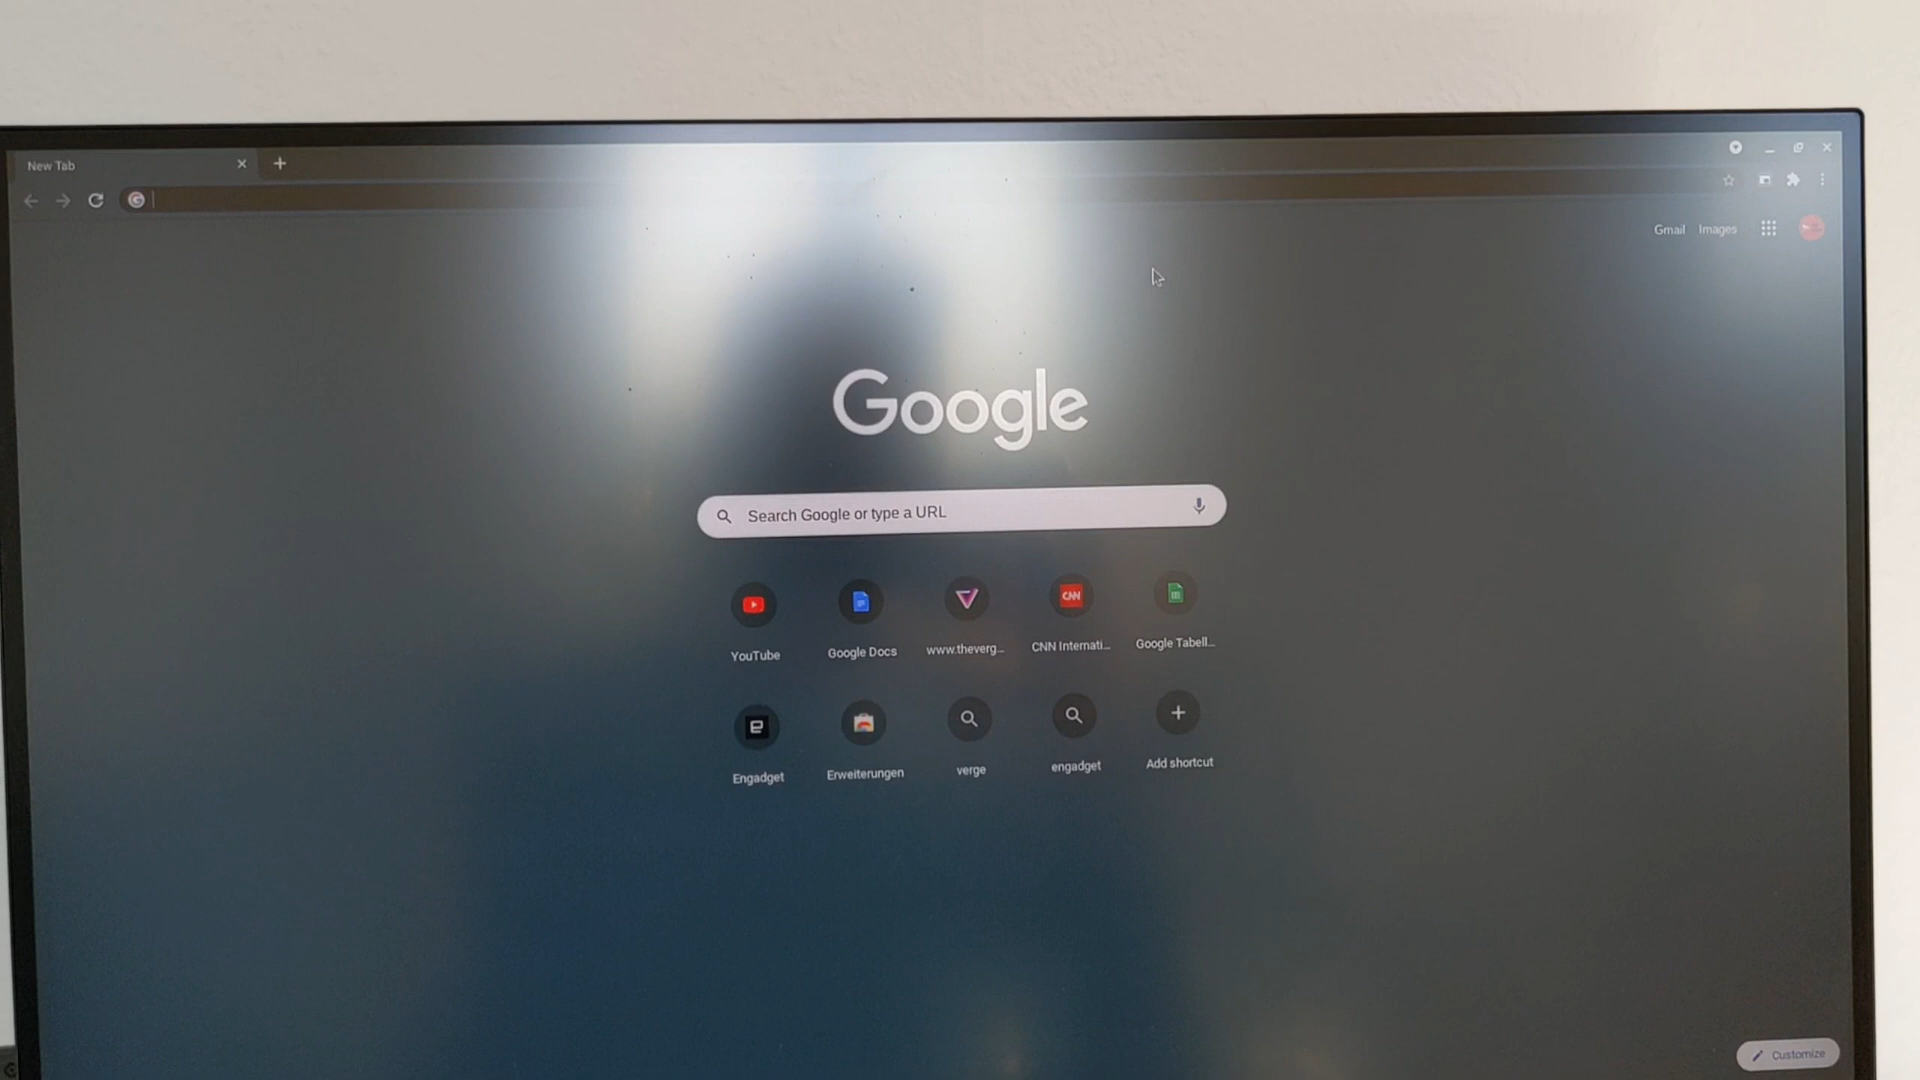 New Tab
Gmail Images
Google
Search Google or type a URL
YouTube
Google Docs
www.theverg...
CNN
CNN Internati...
Google Tabell...
Engadget
Erweiterungen
verge
engadget
Add shortcut
Customize